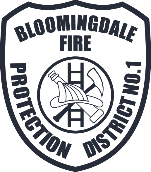 BLOOMINGDALE
FIRE
PROTECTION DISTRICT NO.1